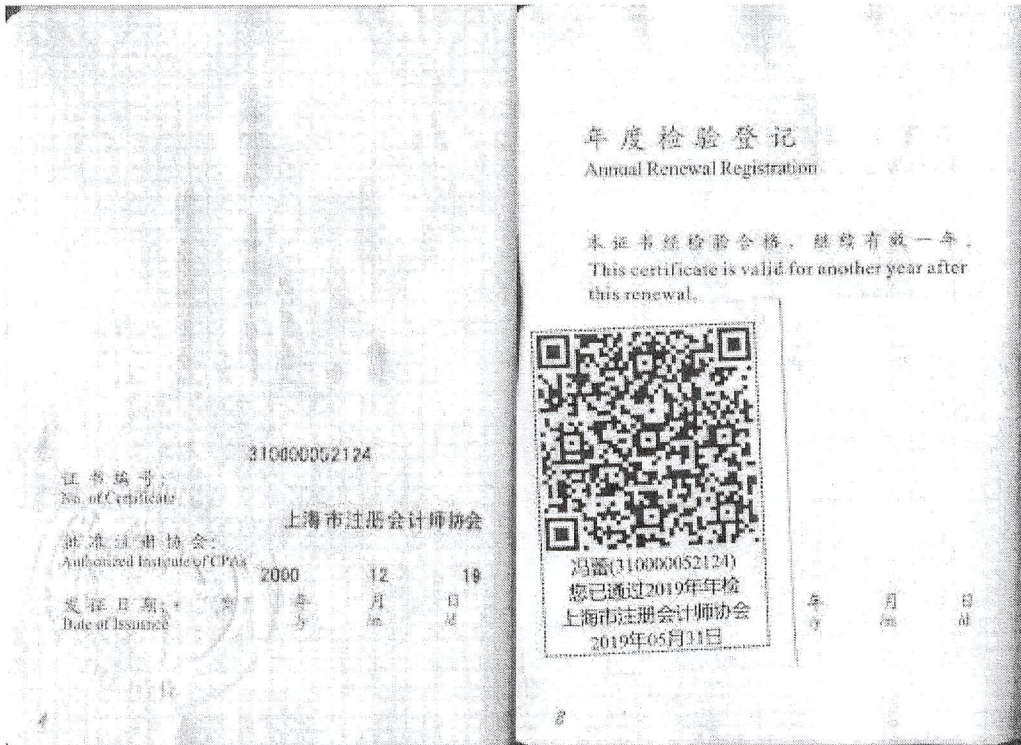 310000052124
证书编号:
No. of Certificate
上海市注册会计师协会
批准注册协会:
Authorized Institute of CPAs
2000 12 19
发证日期: 年 月 日
Date of Issuance /y /m /d
4
年度检验登记
Annual Renewal Registration
本证书经检验合格，继续有效一年。
This certificate is valid for another year after
this renewal.
冯蕾(310000052124)
您已通过2019年年检
上海市注册会计师协会
2019年05月31日
年 月 日
/y /m /d
8